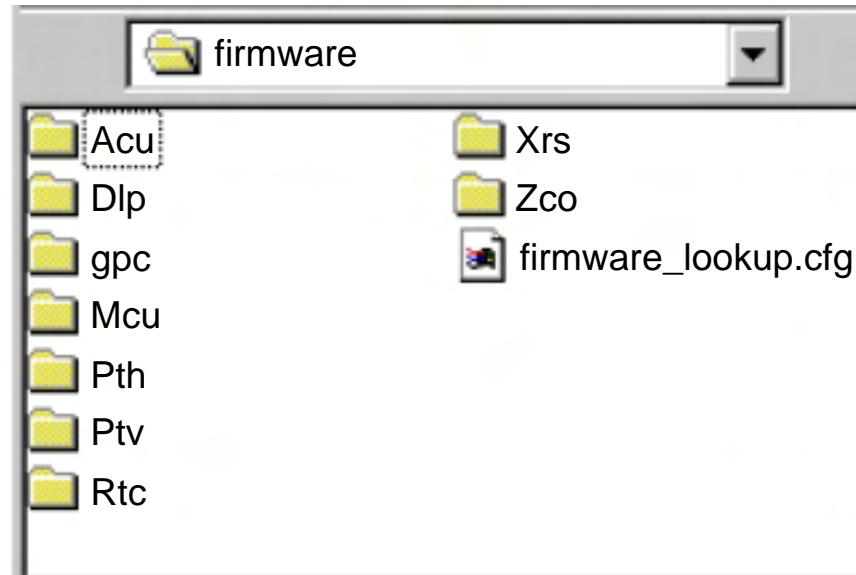 firmware
Acu
Dlp
gpc
Mcu
Pth
Ptv
Rtc
Xrs
Zco
firmware_lookup.cfg